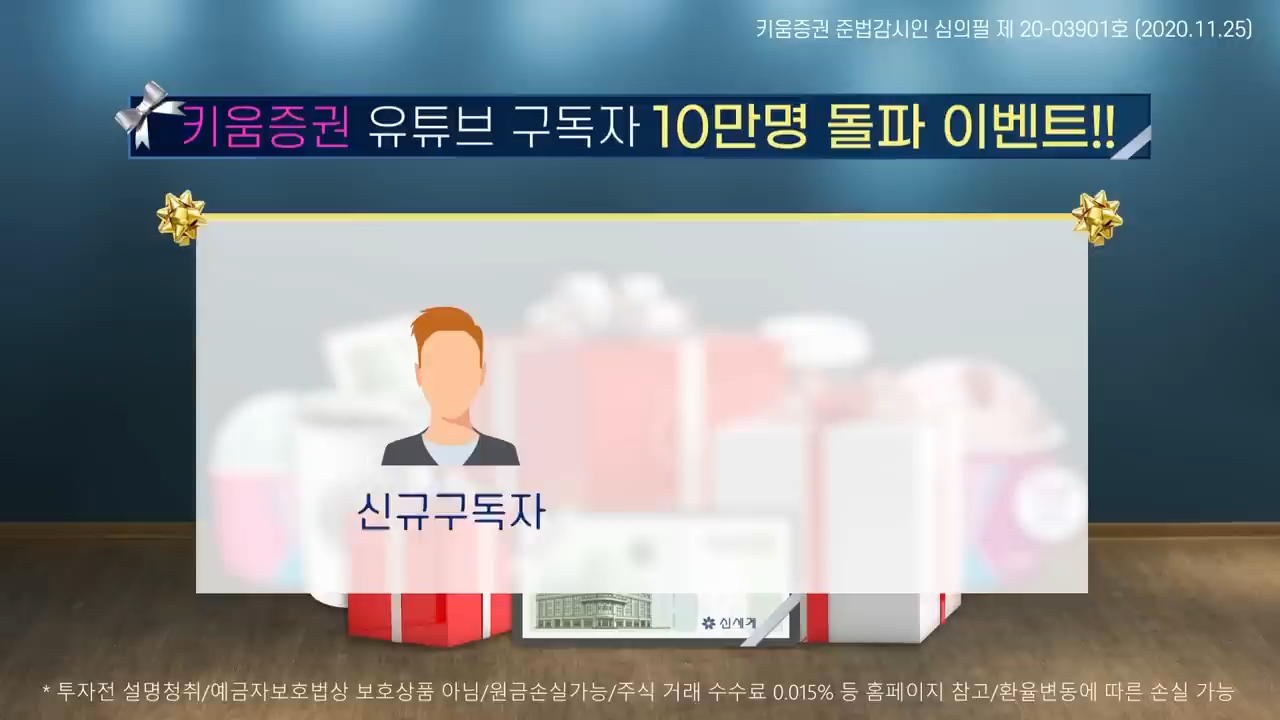 키움증권 준법감시인 심의필 제 20-03901호 (2020.11.25)
키움증권 유튜브 구독자 10만명 돌파 이벤트!!
신규구독자
신세계
* 투자전 설명청취/예금자보호법상 보호상품 아님/원금손실가능/주식 거래 수수료 0.015% 등 홈페이지 참고/환율변동에 따른 손실 가능